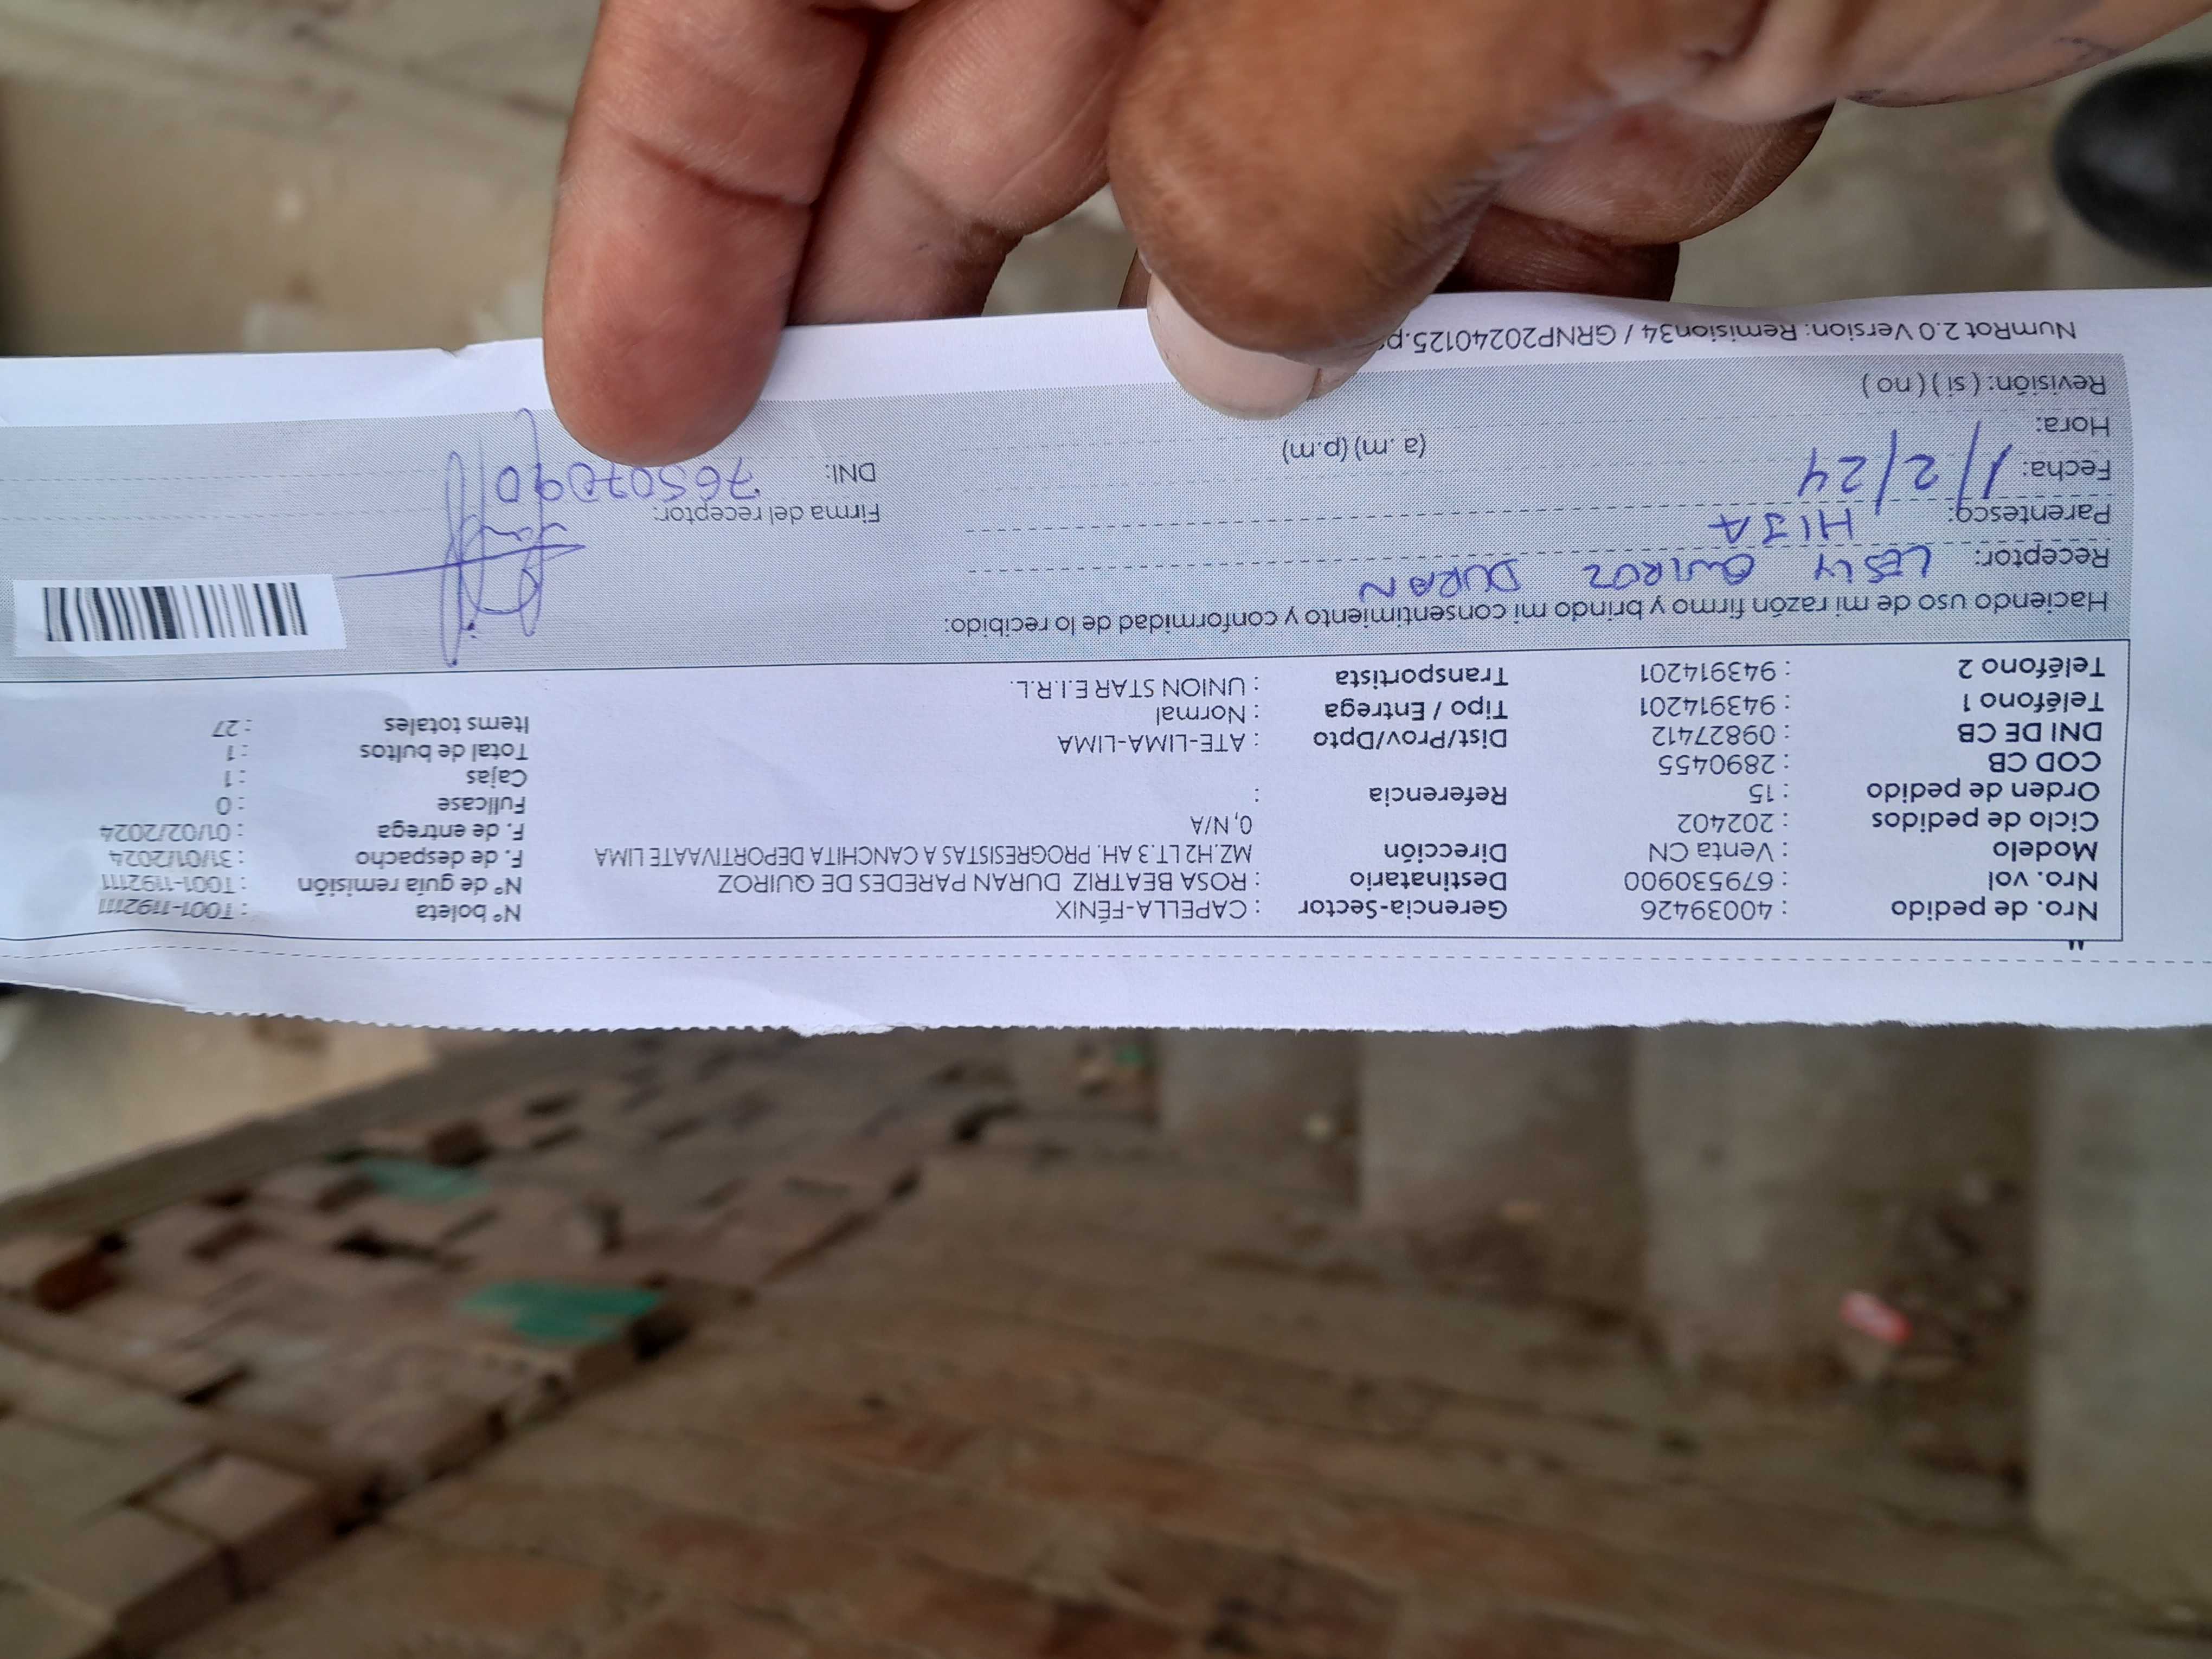 Nro. de pedido : 40039426 Gerencia-Sector : CAPELLA-FÉNIX N° boleta : T001-1192111
Nro. vol : 679530900 Destinatario : ROSA BEATRIZ DURAN PAREDES DE QUIROZ N° de guía remisión : T001-1192111
Modelo : Venta CN Dirección MZ.H2 LT.3 AH. PROGRESISTAS A CANCHITA DEPORTIVAATE LIMA F. de despacho : 31/01/2024
Ciclo de pedidos : 202402 0, N/A F. de entrega : 01/02/2024
Orden de pedido : 15 Referencia : Fullcase : 0
COD CB : 2890455 Cajas : 1
DNI DE CB : 09827412 Dist/Prov/Dpto : ATE-LIMA-LIMA Total de bultos : 1
Teléfono 1 : 943914201 Tipo / Entrega : Normal Items totales : 27
Teléfono 2 : 943914201 Transportista : UNION STAR E.I.R.L.
Haciendo uso de mi razón firmo y brindo mi consentimiento y conformidad de lo recibido:
Receptor: LESLY QUIROZ DURAN
Parentesco: HIJA Firma del receptor:
Fecha: 1/2/24 DNI: 76507090
Hora: (a .m) (p.m)
Revisión: ( si ) ( no )
NumRot 2.0 Version: Remision34 / GRNP20240125.p